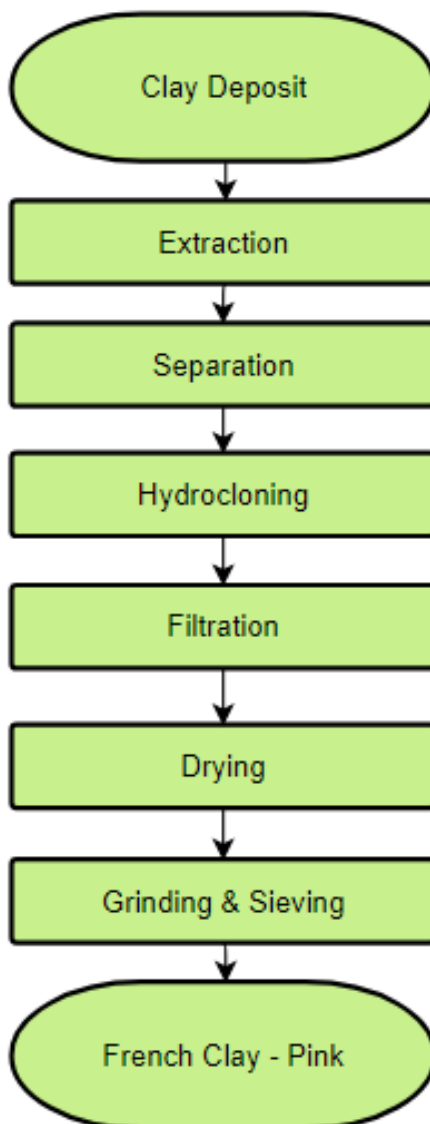 Clay Deposit
Extraction
Separation
Hydrocloning
Filtration
Drying
Grinding & Sieving
French Clay - Pink